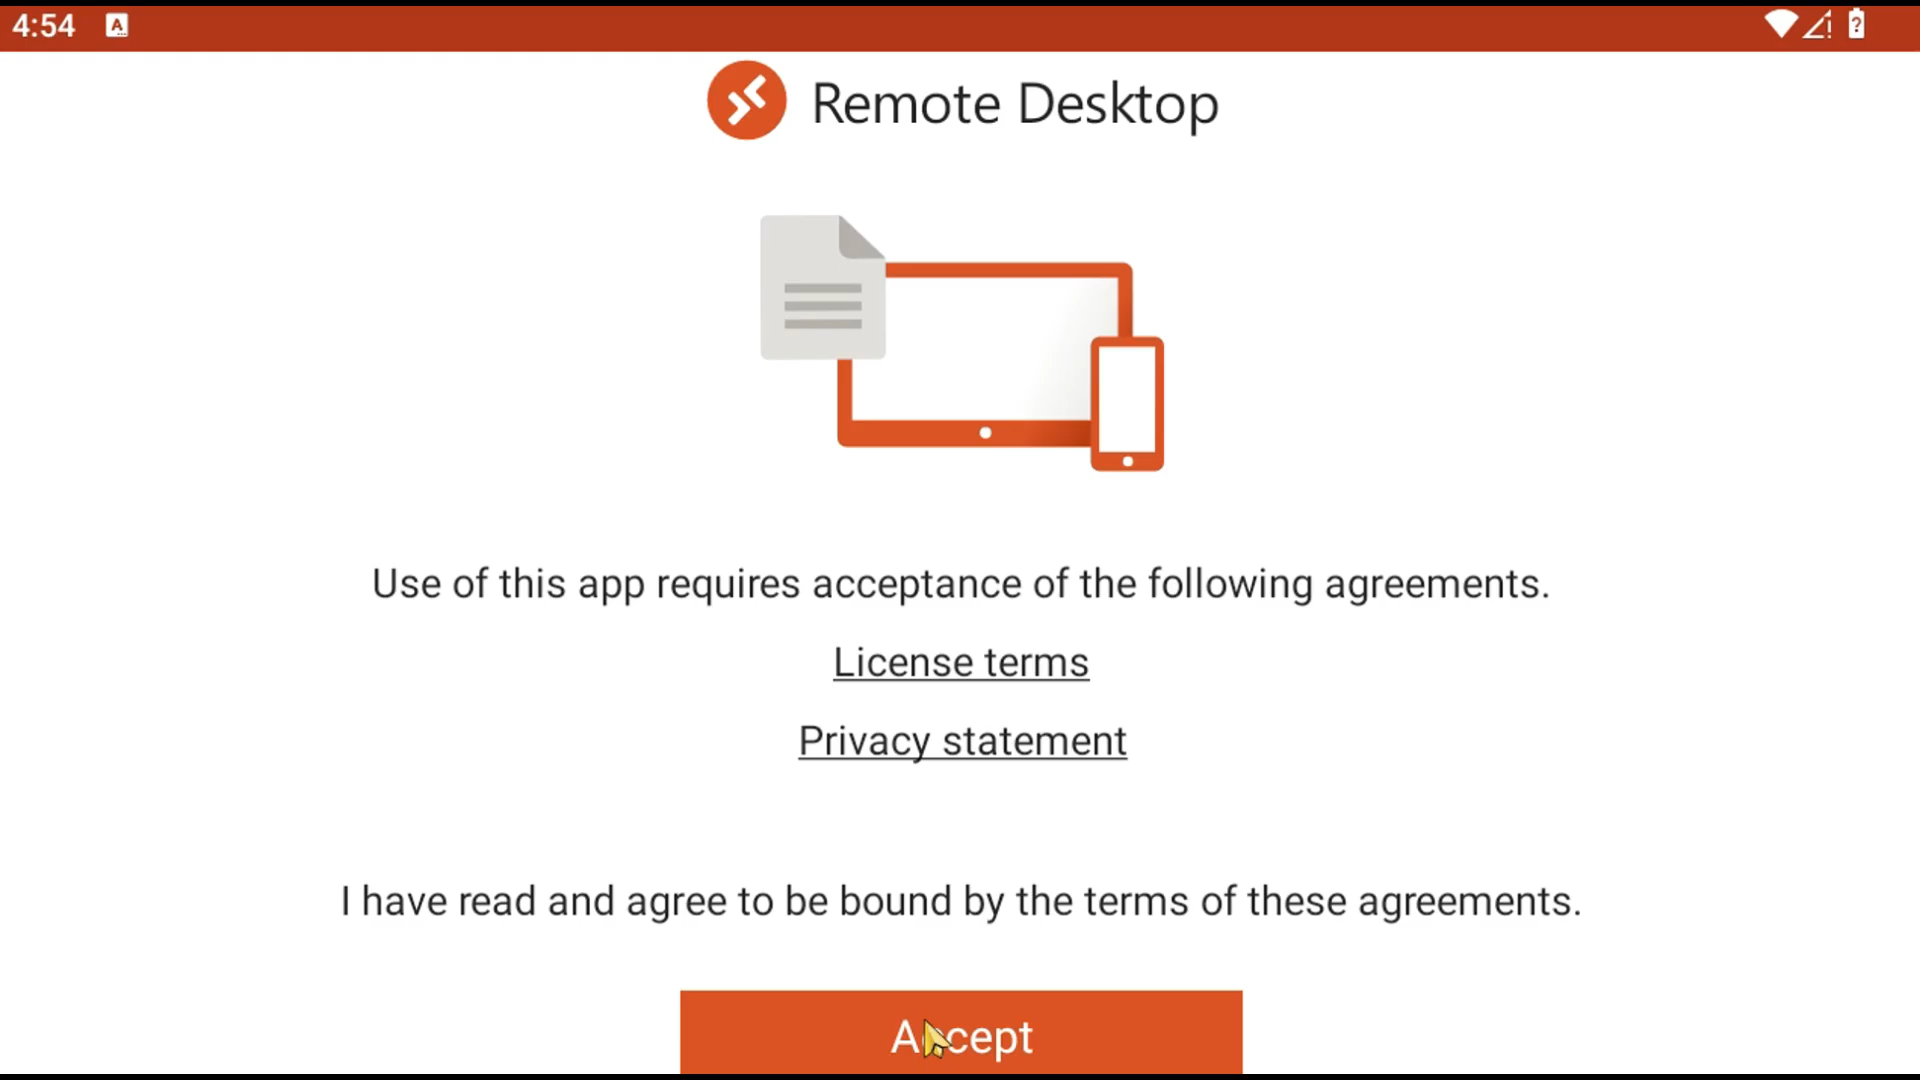 4:54 A
Remote Desktop
Use of this app requires acceptance of the following agreements.
License terms
Privacy statement
I have read and agree to be bound by the terms of these agreements.
Accept